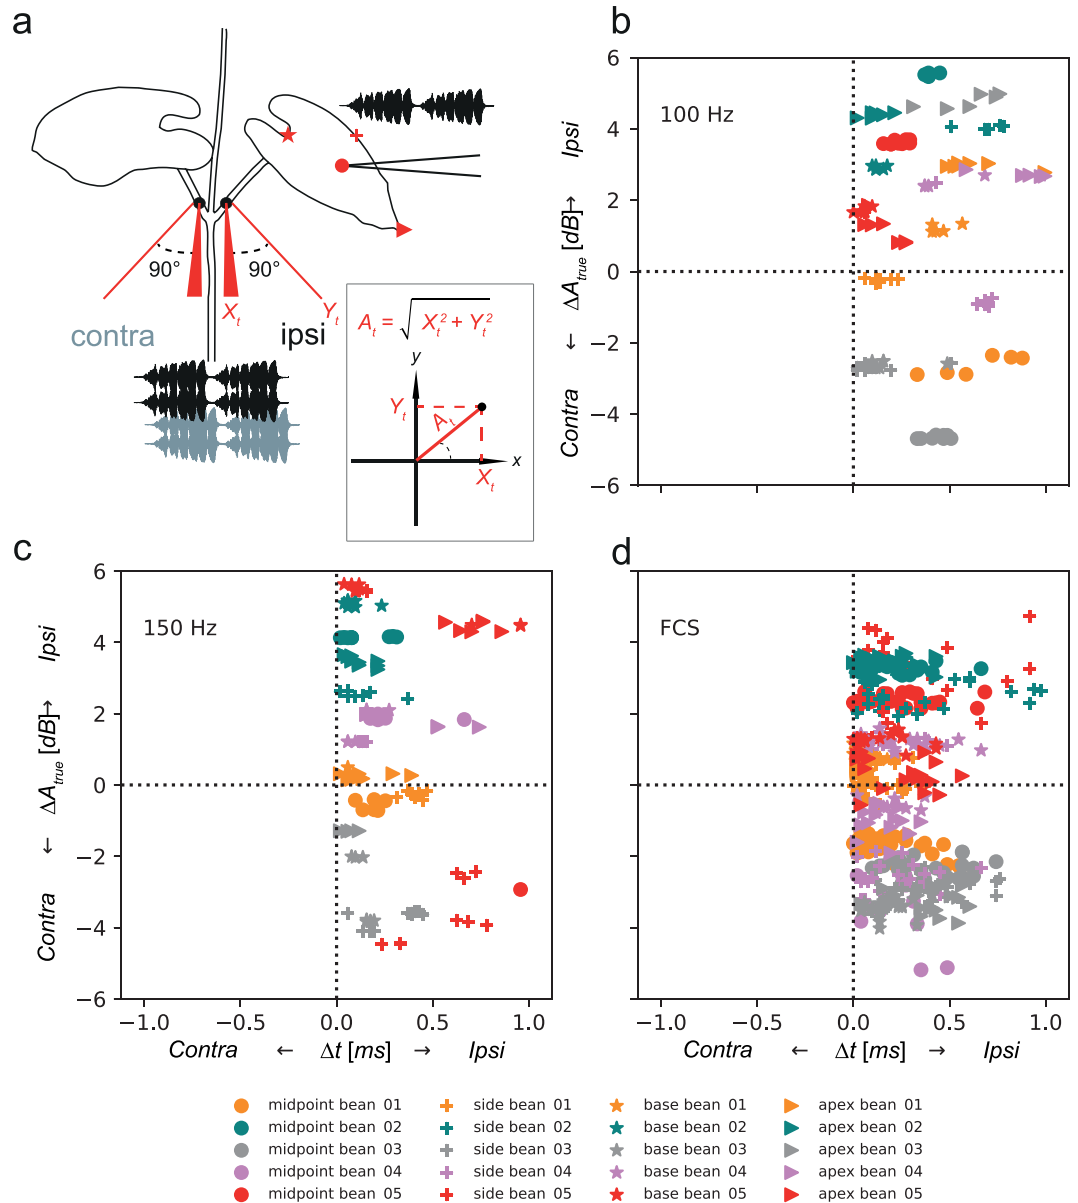 a
90°
90°
X_t
Y_t
contra
ipsi
A_t = √ X_t² + Y_t²
y
Y_t
A_t
x
X_t
b
6
4
2
0
−2
−4
−6
100 Hz
Contra ← ΔA_true [dB] → Ipsi
c
6
4
2
0
−2
−4
−6
150 Hz
Contra ← ΔA_true [dB] → Ipsi
−1.0 −0.5 0.0 0.5 1.0
Contra ← Δt [ms] → Ipsi
d
FCS
−1.0 −0.5 0.0 0.5 1.0
Contra ← Δt [ms] → Ipsi
midpoint bean 01 side bean 01 base bean 01 apex bean 01
midpoint bean 02 side bean 02 base bean 02 apex bean 02
midpoint bean 03 side bean 03 base bean 03 apex bean 03
midpoint bean 04 side bean 04 base bean 04 apex bean 04
midpoint bean 05 side bean 05 base bean 05 apex bean 05